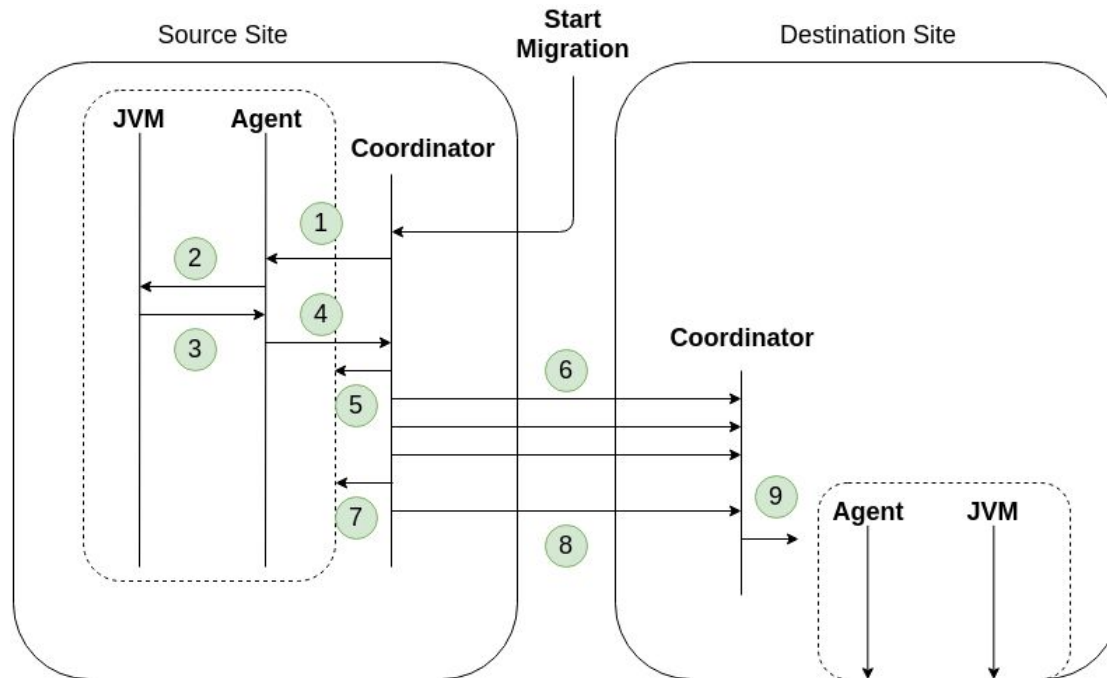 Source Site
Start
Migration
Destination Site
JVM
Agent
Coordinator
1
2
4
3
Coordinator
6
5
9
7
8
Agent
JVM